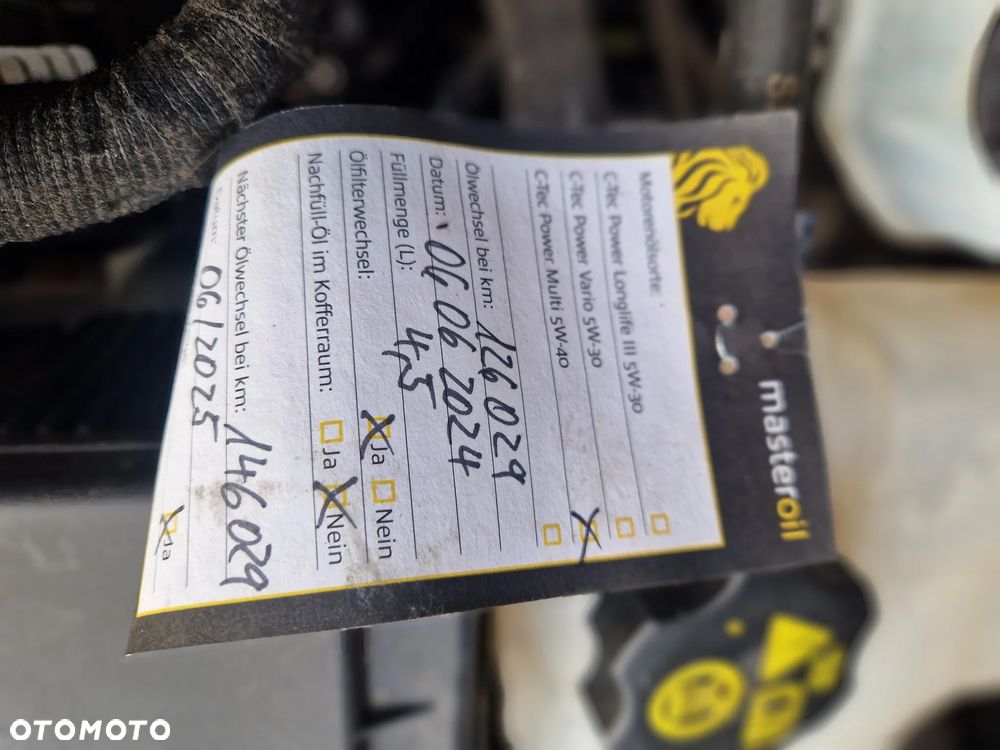 masteroil
Motorenölsorte:
C-Tec Power Longlife III 5W-30
C-Tec Power Vario 5W-30
C-Tec Power Multi 5W-40
Ölwechsel bei km: 126029
Datum: 06 06 2024
Füllmenge (L): 4,5
Ölfilterwechsel: Ja Nein
Nachfüll-Öl im Kofferraum: Ja Nein
Nächster Ölwechsel bei km: 146029
06/2025
Ja
OTOMOTO